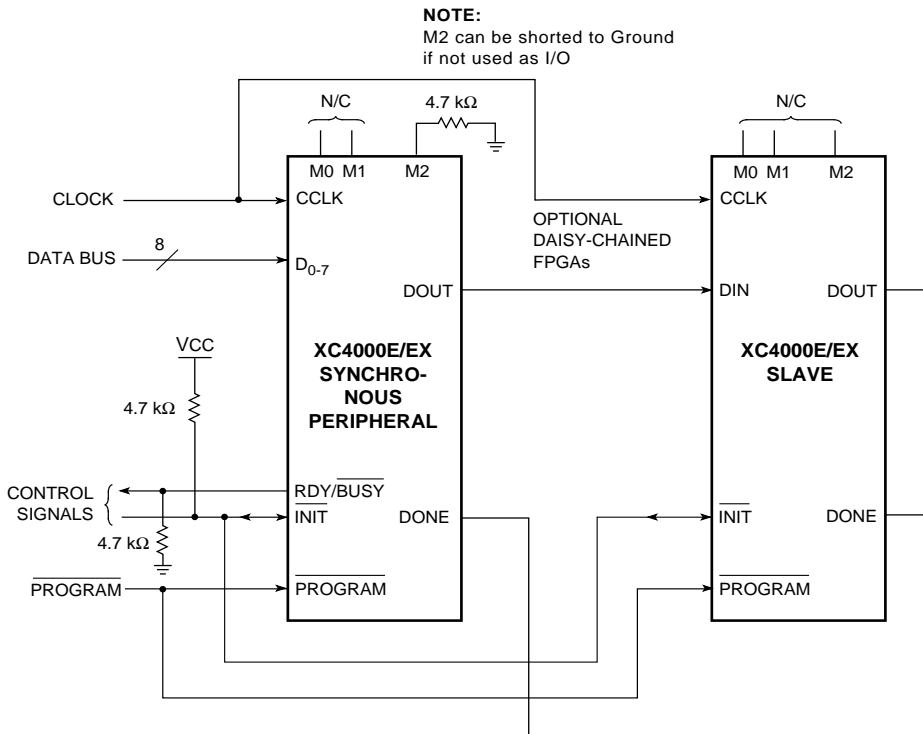 NOTE:
M2 can be shorted to Ground
if not used as I/O
N/C
4.7 kΩ
N/C
M0 M1
M2
M0 M1
M2
CLOCK
CCLK
CCLK
OPTIONAL
DAISY-CHAINED
FPGAs
DATA BUS
8
D0-7
DOUT
DIN
DOUT
VCC
4.7 kΩ
XC4000E/EX
SYNCHRO-
NOUS
PERIPHERAL
XC4000E/EX
SLAVE
CONTROL
SIGNALS
RDY/BUSY
INIT
DONE
INIT
DONE
4.7 kΩ
PROGRAM
PROGRAM
PROGRAM